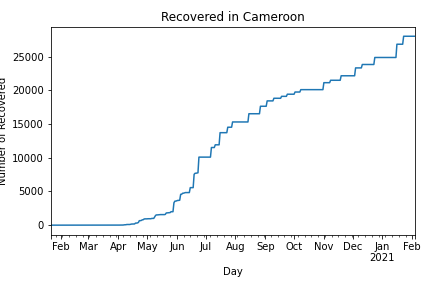 Recovered in Cameroon
Number of Recovered
25000
20000
15000
10000
5000
0
Feb Mar Apr May Jun Jul Aug Sep Oct Nov Dec Jan Feb
2021
Day